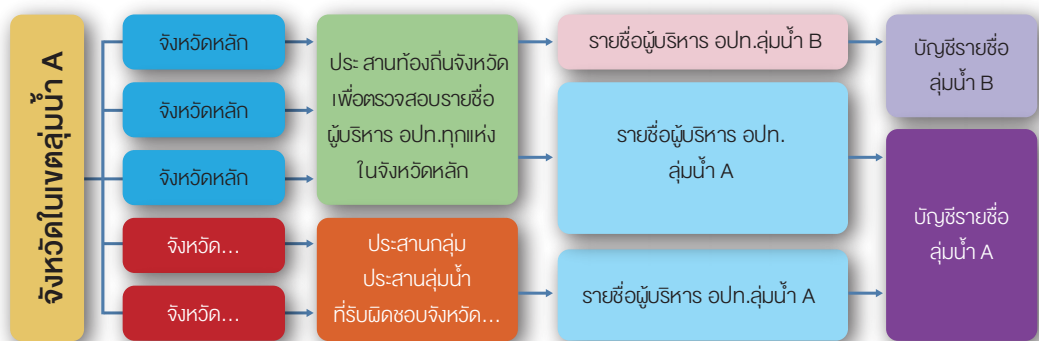 จังหวัดในเขตลุ่มน้ำ A
จังหวัดหลัก
จังหวัดหลัก
จังหวัดหลัก
จังหวัด...
จังหวัด...
ประสานท้องถิ่นจังหวัด
เพื่อตรวจสอบรายชื่อ
ผู้บริหาร อปท.ทุกแห่ง
ในจังหวัดหลัก
ประสานกลุ่ม
ประสานลุ่มน้ำ
ที่รับผิดชอบจังหวัด...
รายชื่อผู้บริหาร อปท.ลุ่มน้ำ B
รายชื่อผู้บริหาร อปท.
ลุ่มน้ำ A
รายชื่อผู้บริหาร อปท.ลุ่มน้ำ A
บัญชีรายชื่อ
ลุ่มน้ำ B
บัญชีรายชื่อ
ลุ่มน้ำ A